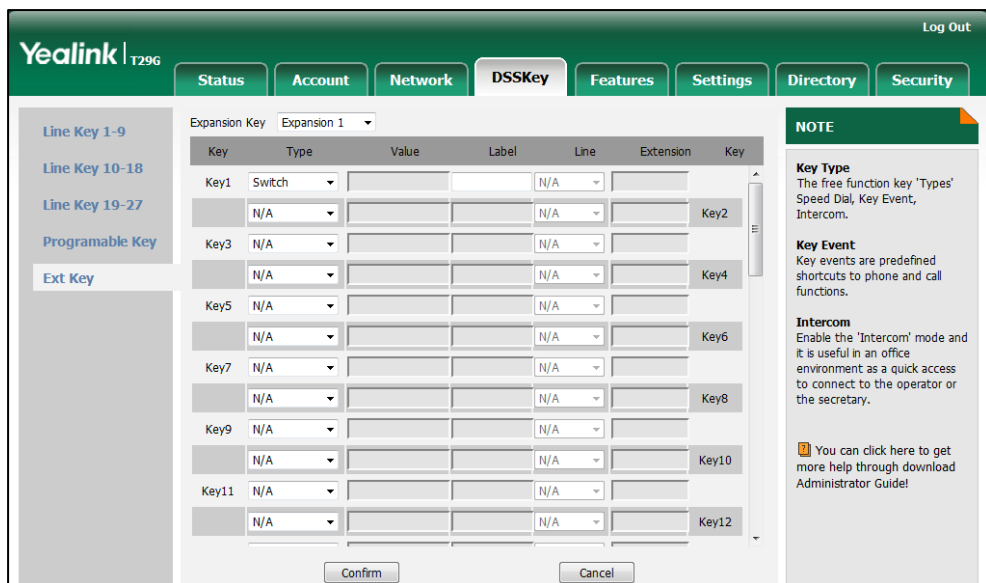 Log Out
Yealink T29G
Status Account Network DSSKey Features Settings Directory Security
Line Key 1-9
Line Key 10-18
Line Key 19-27
Programable Key
Ext Key
Expansion Key Expansion 1
Key Type Value Label Line Extension Key
Key1 Switch N/A
N/A N/A Key2
Key3 N/A N/A
N/A N/A Key4
Key5 N/A N/A
N/A N/A Key6
Key7 N/A N/A
N/A N/A Key8
Key9 N/A N/A
N/A N/A Key10
Key11 N/A N/A
N/A N/A Key12
Confirm Cancel
NOTE
Key Type
The free function key 'Types'
Speed Dial, Key Event,
Intercom.
Key Event
Key events are predefined
shortcuts to phone and call
functions.
Intercom
Enable the 'Intercom' mode and
it is useful in an office
environment as a quick access
to connect to the operator or
the secretary.
? You can click here to get
more help through download
Administrator Guide!